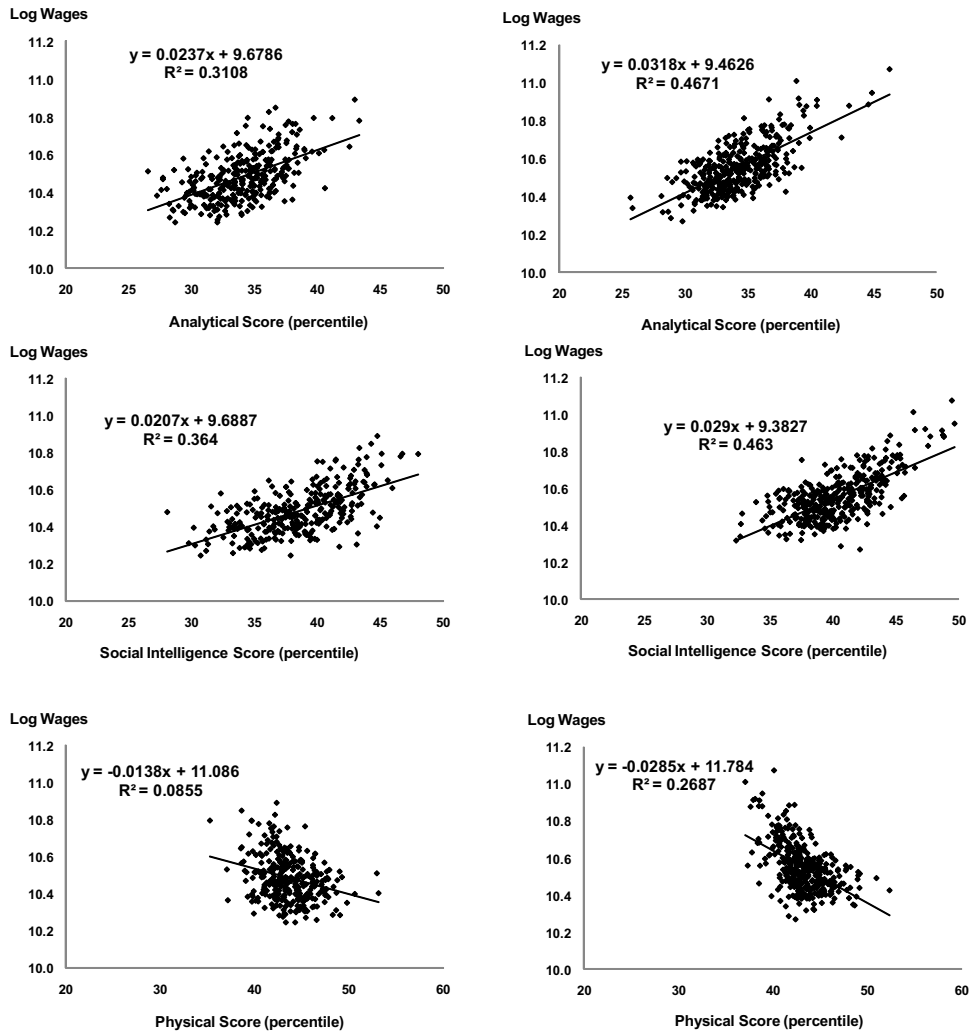 Log Wages
11.2
11.0
10.8
10.6
10.4
10.2
10.0
y = 0.0237x + 9.6786
R² = 0.3108
20 25 30 35 40 45 50
Analytical Score (percentile)
Log Wages
11.2
11.0
10.8
10.6
10.4
10.2
10.0
y = 0.0318x + 9.4626
R² = 0.4671
20 25 30 35 40 45 50
Analytical Score (percentile)
Log Wages
11.2
11.0
10.8
10.6
10.4
10.2
10.0
y = 0.0207x + 9.6887
R² = 0.364
20 25 30 35 40 45 50
Social Intelligence Score (percentile)
Log Wages
11.2
11.0
10.8
10.6
10.4
10.2
10.0
y = 0.029x + 9.3827
R² = 0.463
20 25 30 35 40 45 50
Social Intelligence Score (percentile)
Log Wages
11.2
11.0
10.8
10.6
10.4
10.2
10.0
y = -0.0138x + 11.086
R² = 0.0855
20 30 40 50 60
Physical Score (percentile)
Log Wages
11.2
11.0
10.8
10.6
10.4
10.2
10.0
y = -0.0285x + 11.784
R² = 0.2687
20 30 40 50 60
Physical Score (percentile)